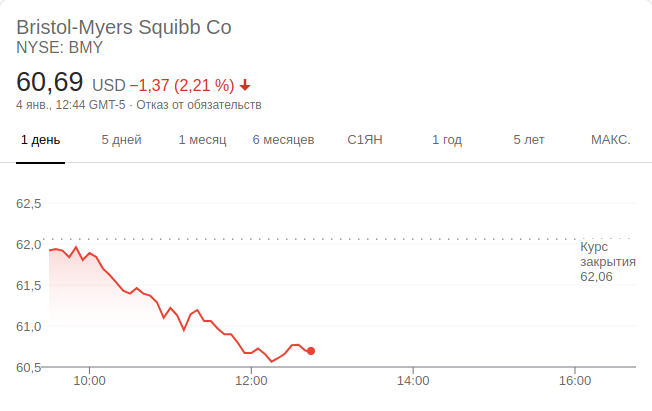 Bristol-Myers Squibb Co
NYSE: BMY
60,69 USD −1,37 (2,21 %)
4 янв., 12:44 GMT-5 · Отказ от обязательств
1 день 5 дней 1 месяц 6 месяцев С1ЯН 1 год 5 лет МАКС.
62,5
62,0
61,5
61,0
60,5
Курс
закрытия
62,06
10:00 12:00 14:00 16:00